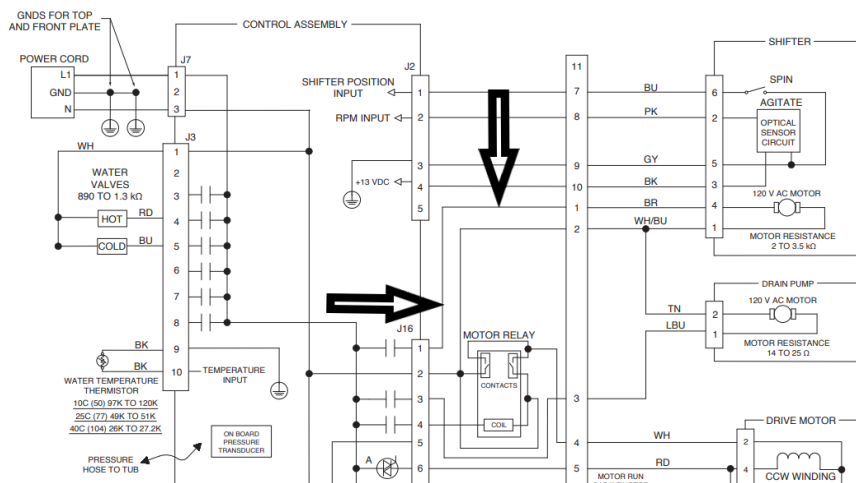 GNDS FOR TOP
AND FRONT PLATE
POWER CORD
L1
GND
N
J7
1
2
3
CONTROL ASSEMBLY
J3
1
2
3
4
5
6
7
8
9
10
WH
WATER
VALVES
890 TO 1.3 kΩ
HOT
RD
COLD
BU
BK
BK
WATER TEMPERATURE
THERMISTOR
10C (50) 97K TO 120K
25C (77) 49K TO 51K
40C (104) 26K TO 27.2K
TEMPERATURE
INPUT
PRESSURE
HOSE TO TUB
ON BOARD
PRESSURE
TRANSDUCER
J2
SHIFTER POSITION
INPUT
RPM INPUT
+13 VDC
1
2
3
4
5
J16
1
2
3
4
5
6
A
MOTOR RELAY
CONTACTS
COIL
11
7
8
9
10
1
2
3
4
5
BU
PK
GY
BK
BR
WH/BU
TN
LBU
WH
RD
MOTOR RUN
SHIFTER
6
2
5
3
4
1
SPIN
AGITATE
OPTICAL
SENSOR
CIRCUIT
120 V AC MOTOR
MOTOR RESISTANCE
2 TO 3.5 kΩ
DRAIN PUMP
120 V AC MOTOR
2
1
MOTOR RESISTANCE
14 TO 25 Ω
DRIVE MOTOR
2
4
CCW WINDING